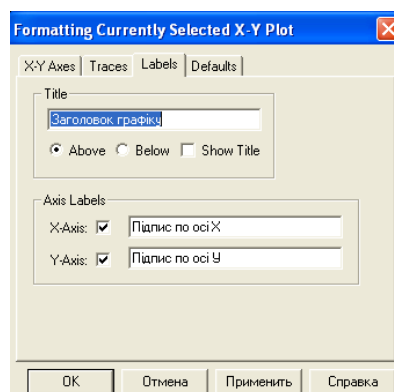 Formatting Currently Selected X-Y Plot
X-Y Axes Traces Labels Defaults
Title
Заголовок графіку
Above Below Show Title
Axis Labels
X-Axis: Підпис по осі X
Y-Axis: Підпис по осі У
OK Отмена Применить Справка